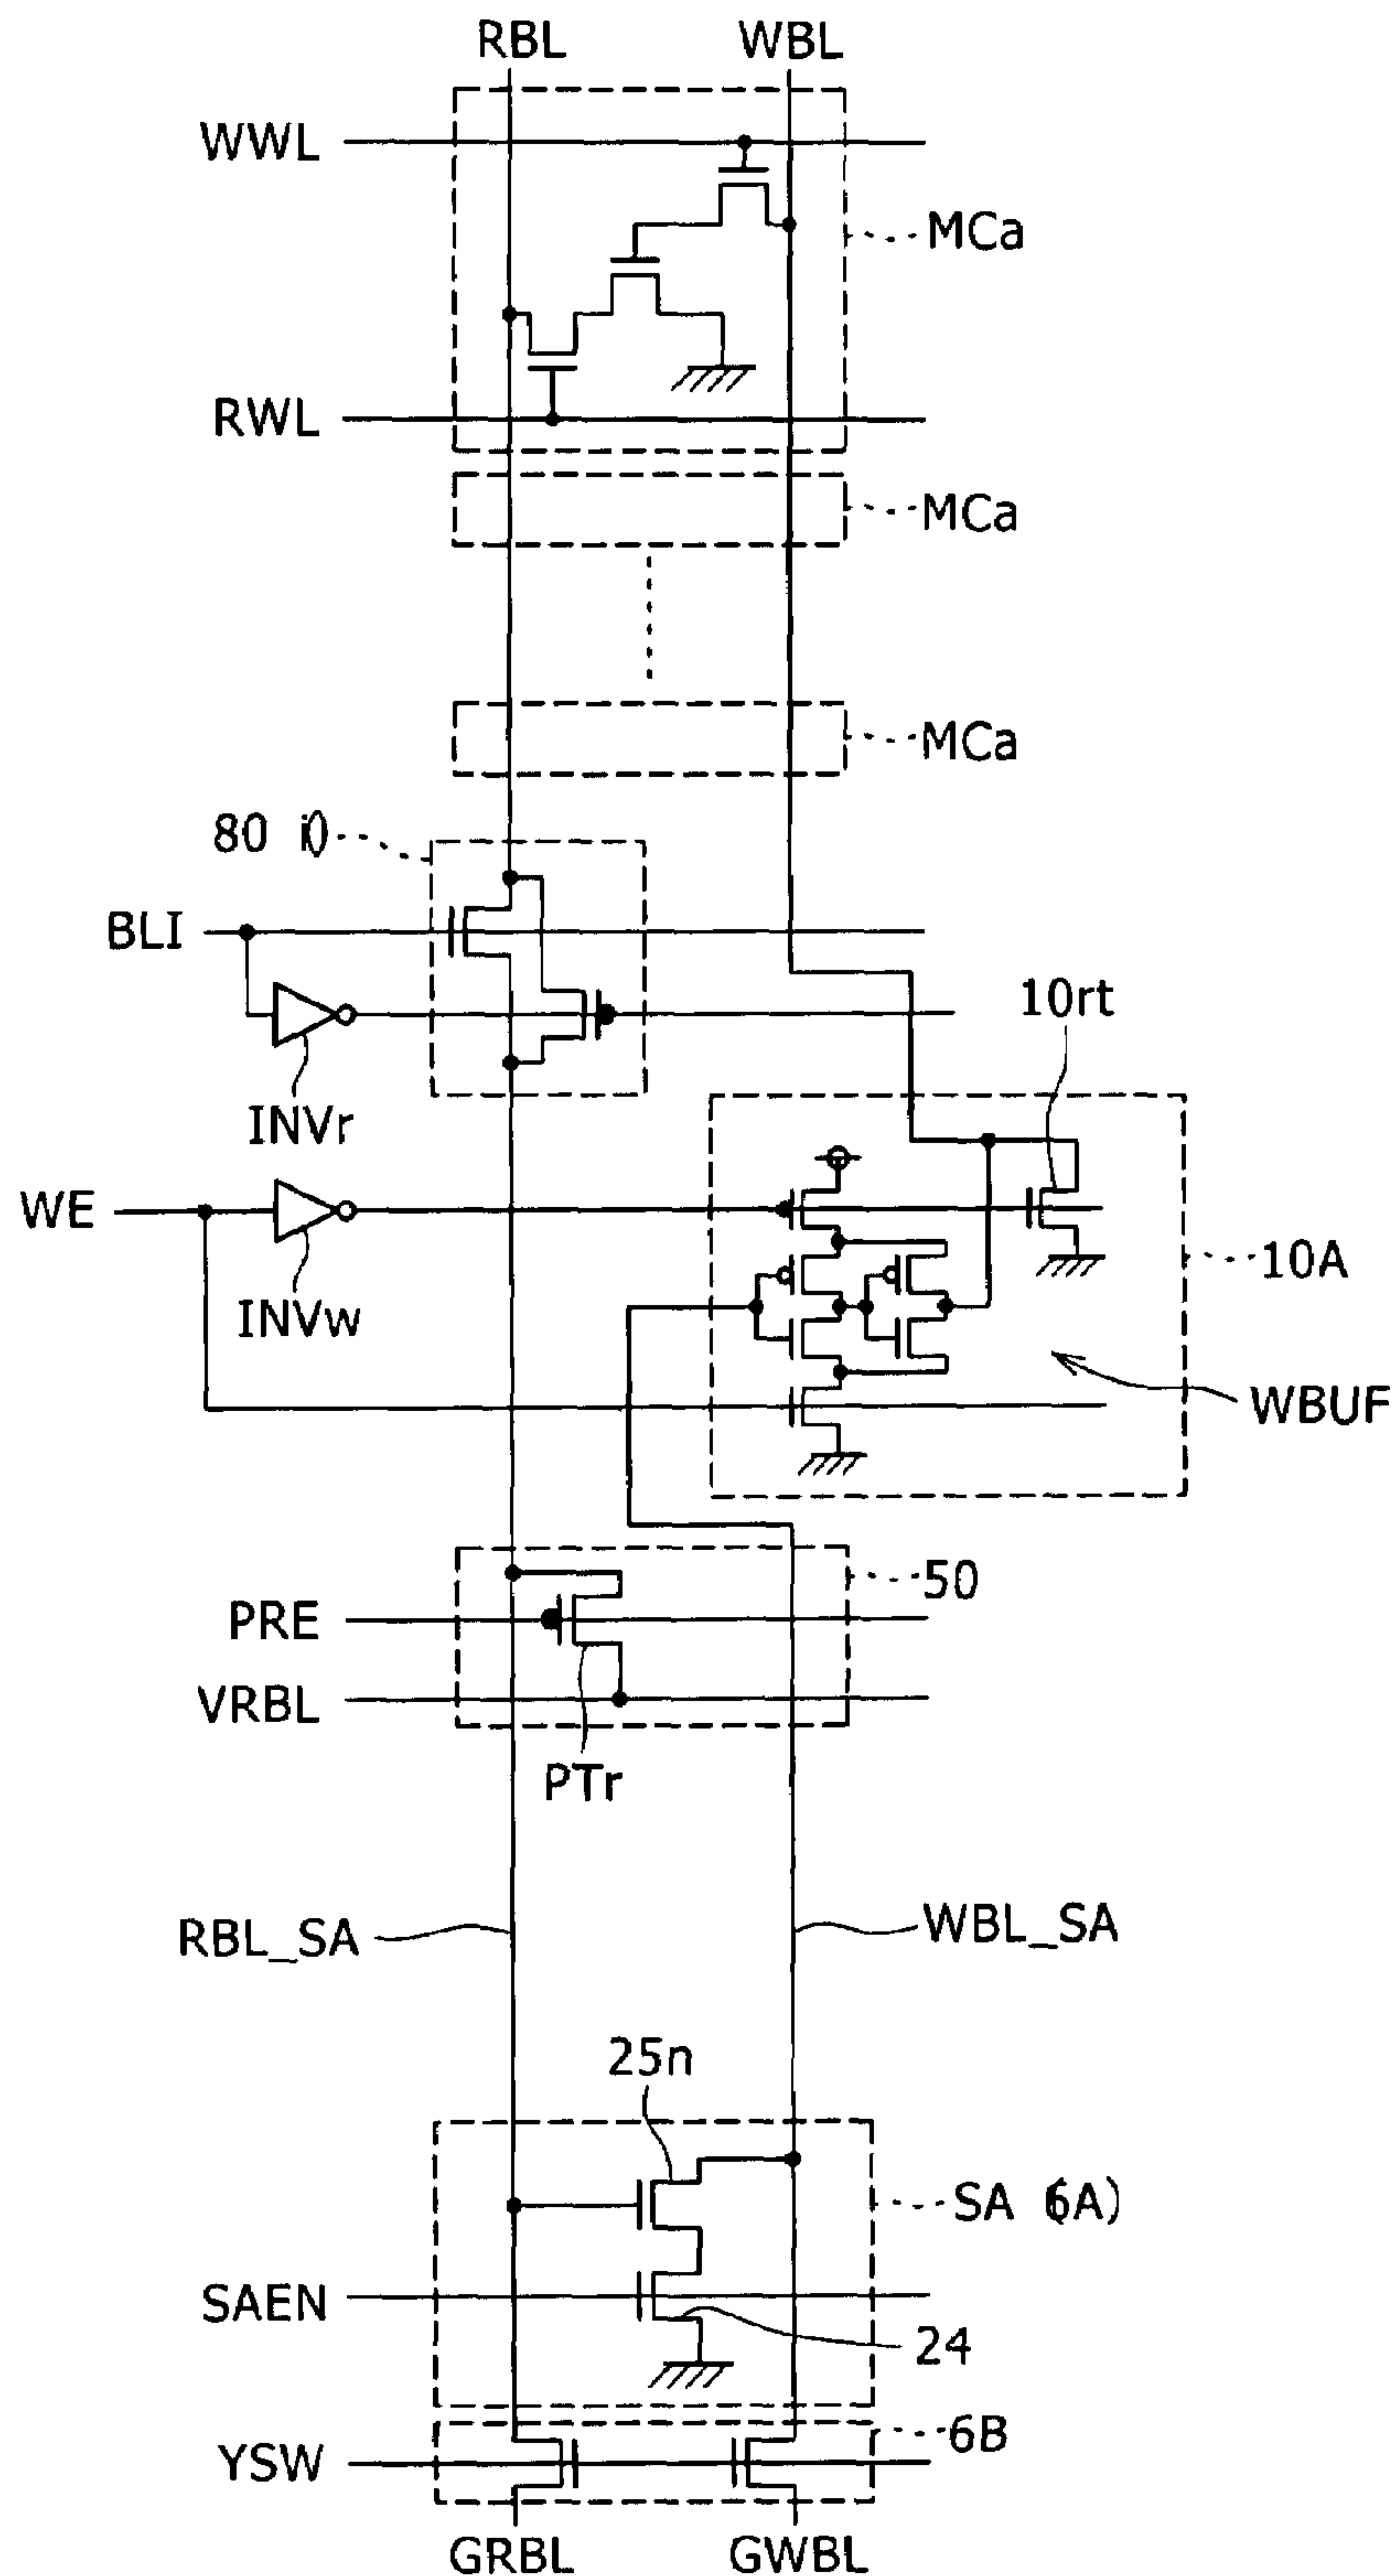 RBL WBL
WWL
MCa
RWL
MCa
MCa
80 i()
BLI
10rt
INVr
WE
10A
INVw
WBUF
50
PRE
VRBL
PTr
RBL_SA
WBL_SA
25n
SA (6A)
SAEN
24
6B
YSW
GRBL GWBL